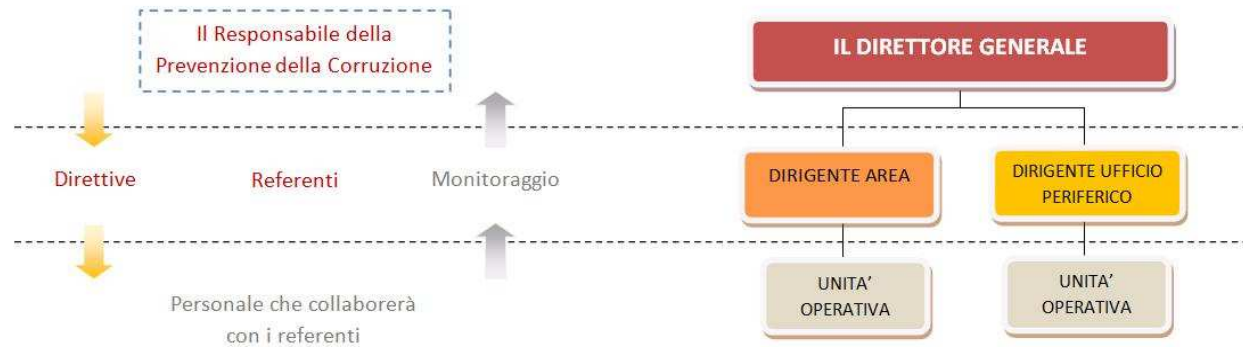 Il Responsabile della
Prevenzione della Corruzione
IL DIRETTORE GENERALE
Direttive
Referenti
Monitoraggio
DIRIGENTE AREA
DIRIGENTE UFFICIO
PERIFERICO
Personale che collaborerà
con i referenti
UNITA’
OPERATIVA
UNITA’
OPERATIVA